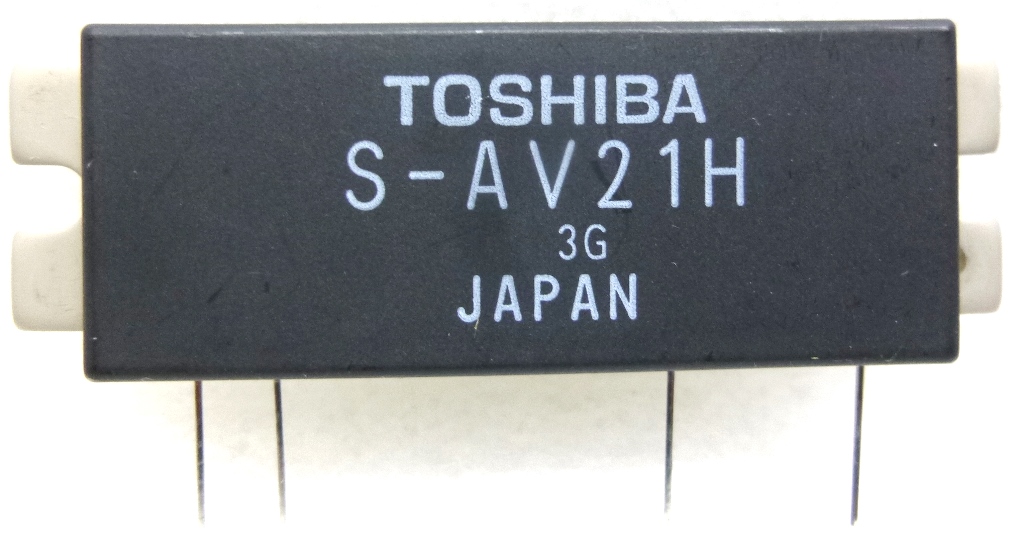 TOSHIBA
S-AV21H
3G
JAPAN